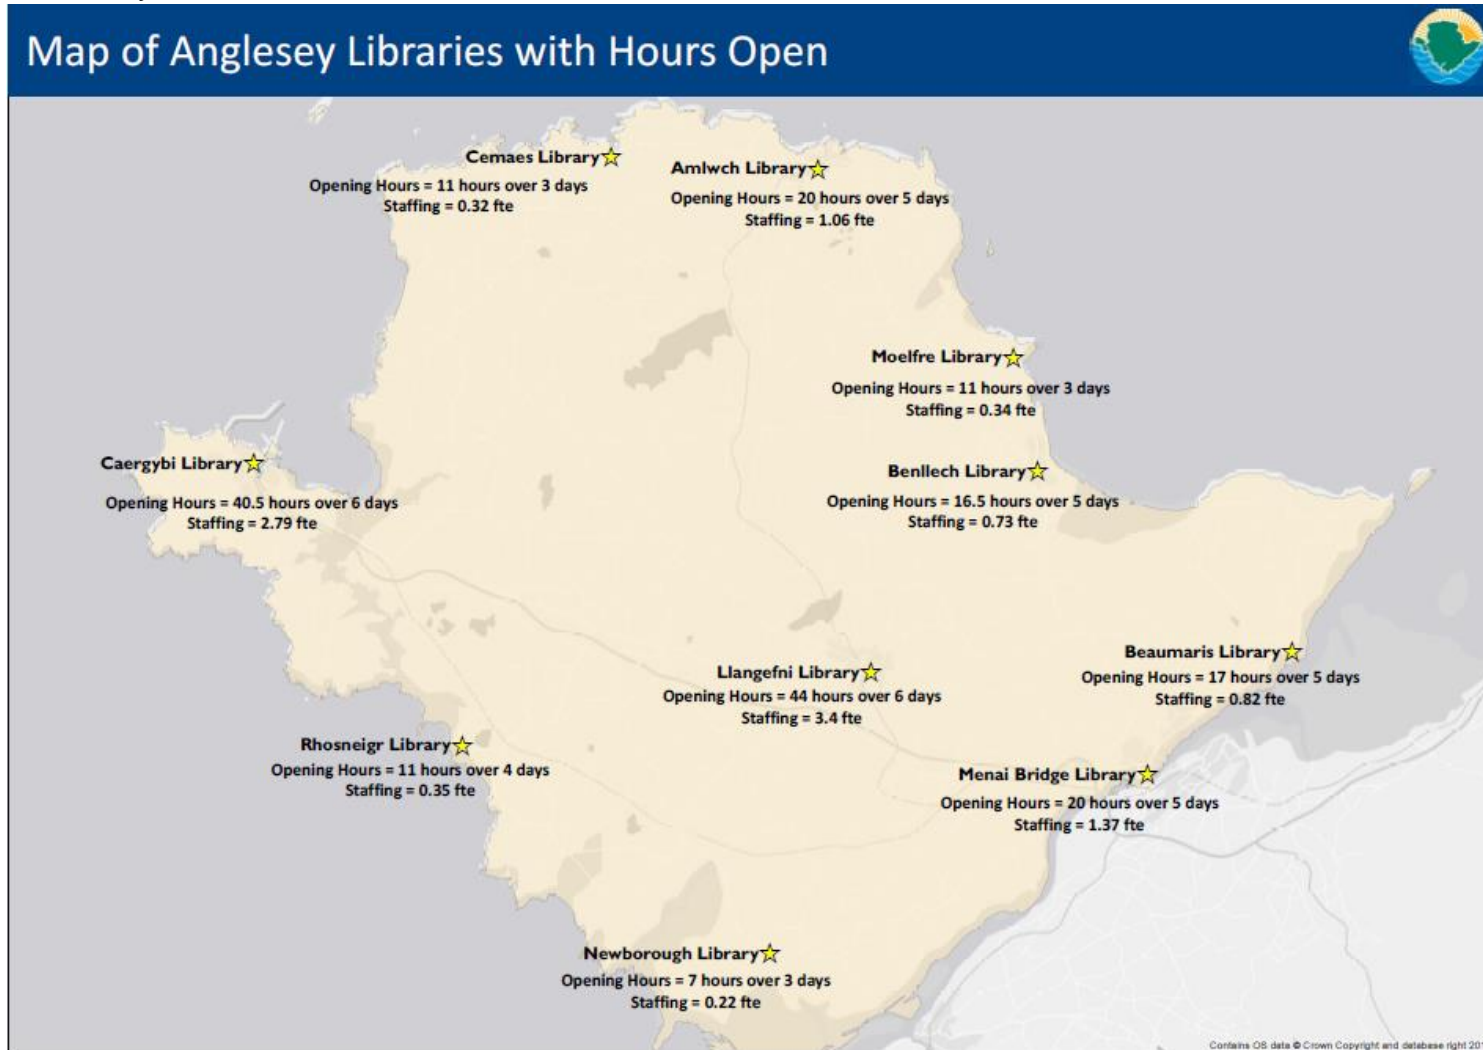 Map of Anglesey Libraries with Hours Open
Cemaes Library
Opening Hours = 11 hours over 3 days
Staffing = 0.32 fte
Amlwch Library
Opening Hours = 20 hours over 5 days
Staffing = 1.06 fte
Moelfre Library
Opening Hours = 11 hours over 3 days
Staffing = 0.34 fte
Caergybi Library
Opening Hours = 40.5 hours over 6 days
Staffing = 2.79 fte
Benllech Library
Opening Hours = 16.5 hours over 5 days
Staffing = 0.73 fte
Llangefni Library
Opening Hours = 44 hours over 6 days
Staffing = 3.4 fte
Beaumaris Library
Opening Hours = 17 hours over 5 days
Staffing = 0.82 fte
Rhosneigr Library
Opening Hours = 11 hours over 4 days
Staffing = 0.35 fte
Menai Bridge Library
Opening Hours = 20 hours over 5 days
Staffing = 1.37 fte
Newborough Library
Opening Hours = 7 hours over 3 days
Staffing = 0.22 fte
Contains OS data © Crown Copyright and database right 20